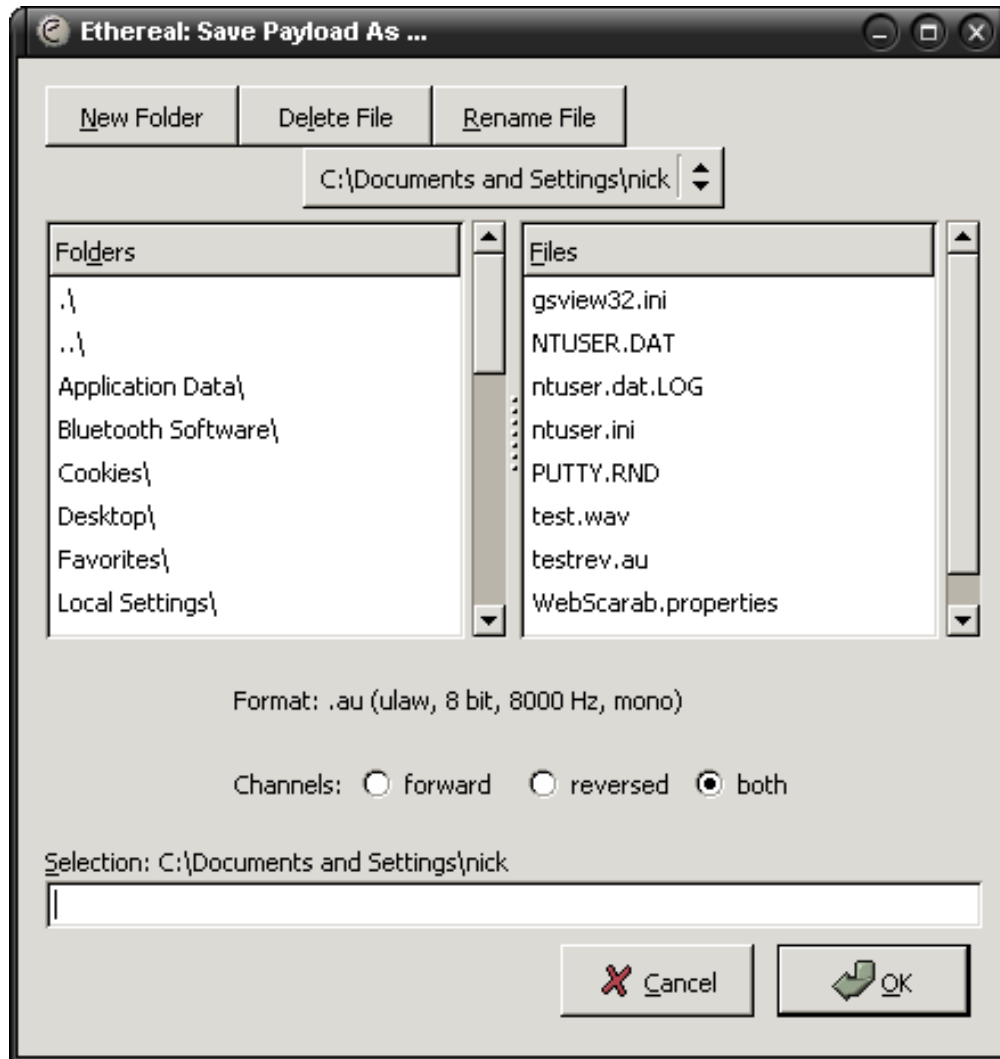 Ethereal: Save Payload As ...
New Folder
Delete File
Rename File
C:\Documents and Settings\nick
Folders
.\
..\
Application Data\
Bluetooth Software\
Cookies\
Desktop\
Favorites\
Local Settings\
Files
gsview32.ini
NTUSER.DAT
ntuser.dat.LOG
ntuser.ini
PUTTY.RND
test.wav
testrev.au
WebScarab.properties
Format: .au (ulaw, 8 bit, 8000 Hz, mono)
Channels: forward reversed both
Selection: C:\Documents and Settings\nick
Cancel
OK